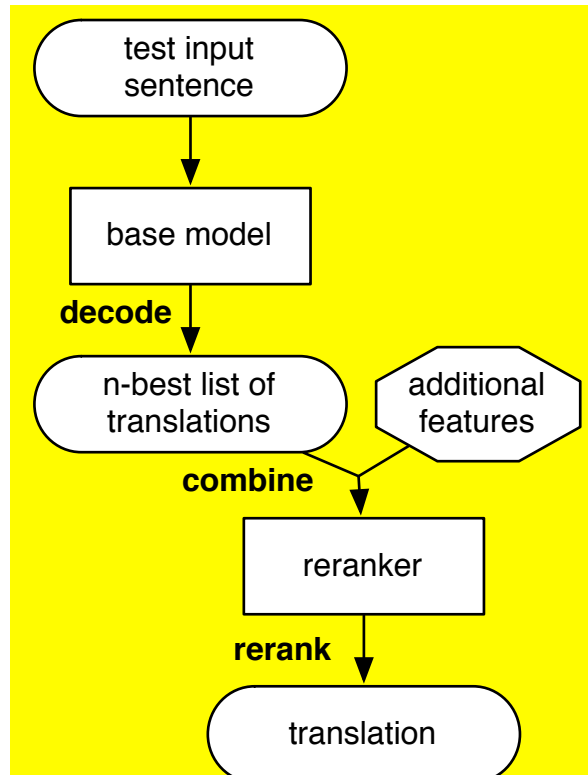 test input
sentence
base model
decode
n-best list of
translations
additional
features
combine
reranker
rerank
translation